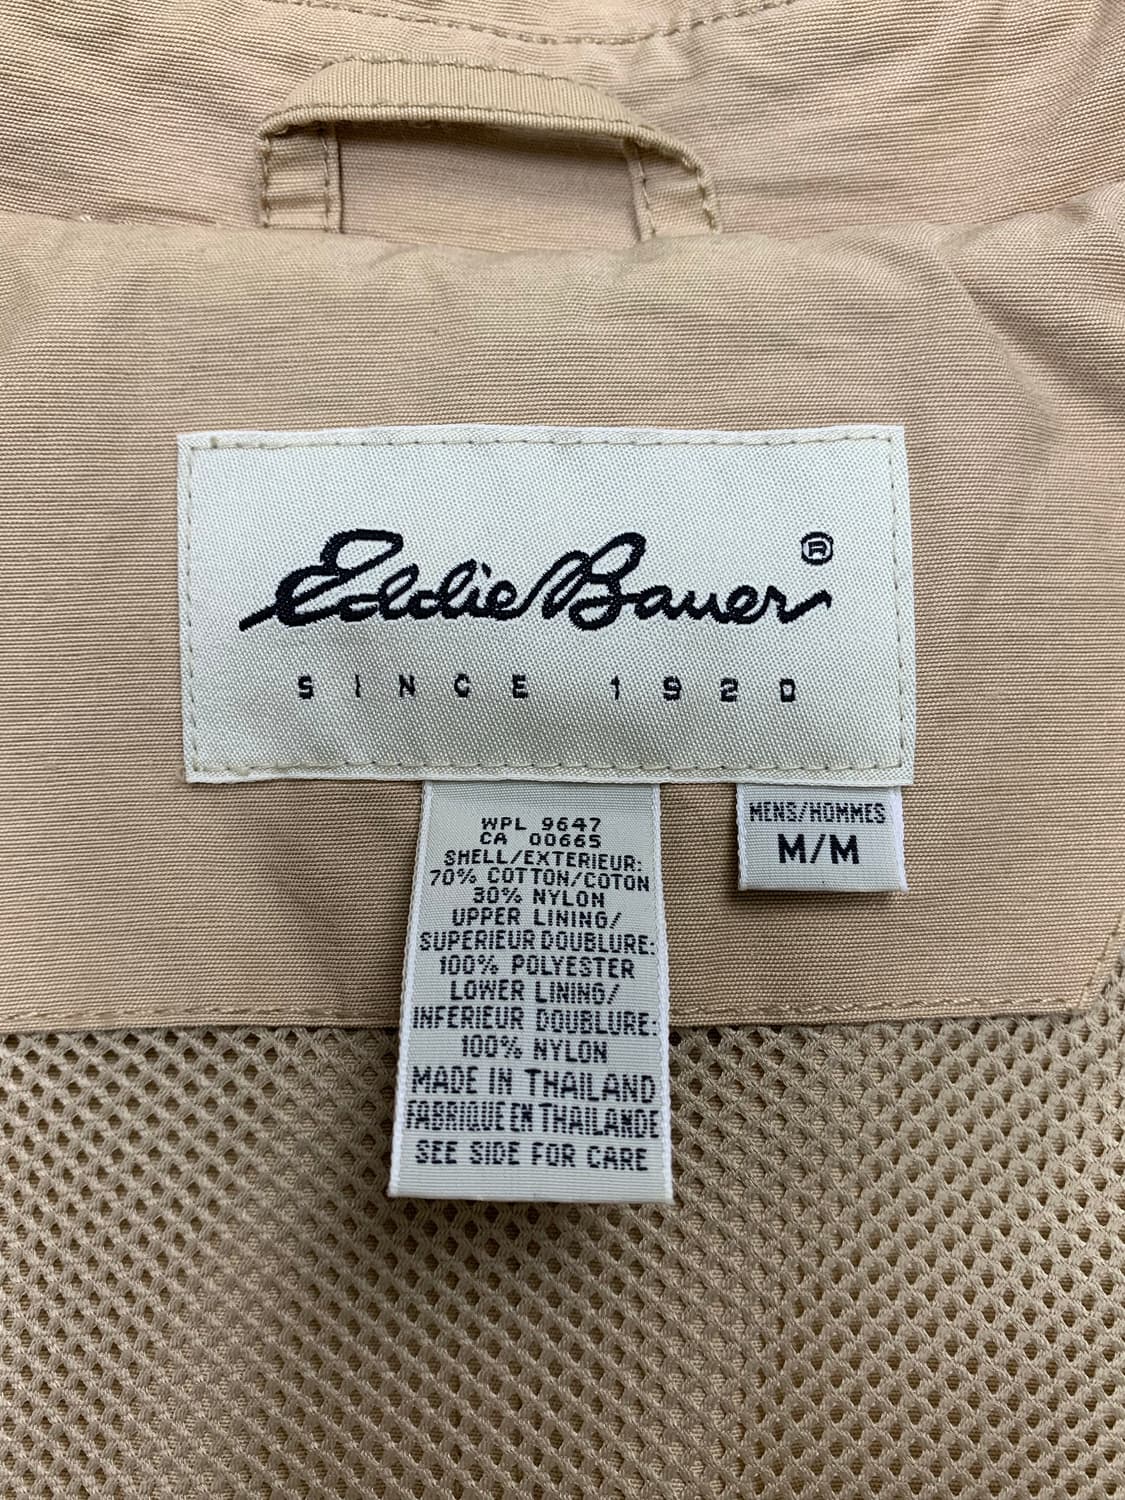 Eddie Bauer®
SINCE 1920
WPL 9647
CA 00665
SHELL/EXTERIEUR:
70% COTTON/COTON
30% NYLON
UPPER LINING/
SUPERIEUR DOUBLURE:
100% POLYESTER
LOWER LINING/
INFERIEUR DOUBLURE:
100% NYLON
MADE IN THAILAND
FABRIQUE EN THAILANDE
SEE SIDE FOR CARE
MENS/HOMMES
M/M